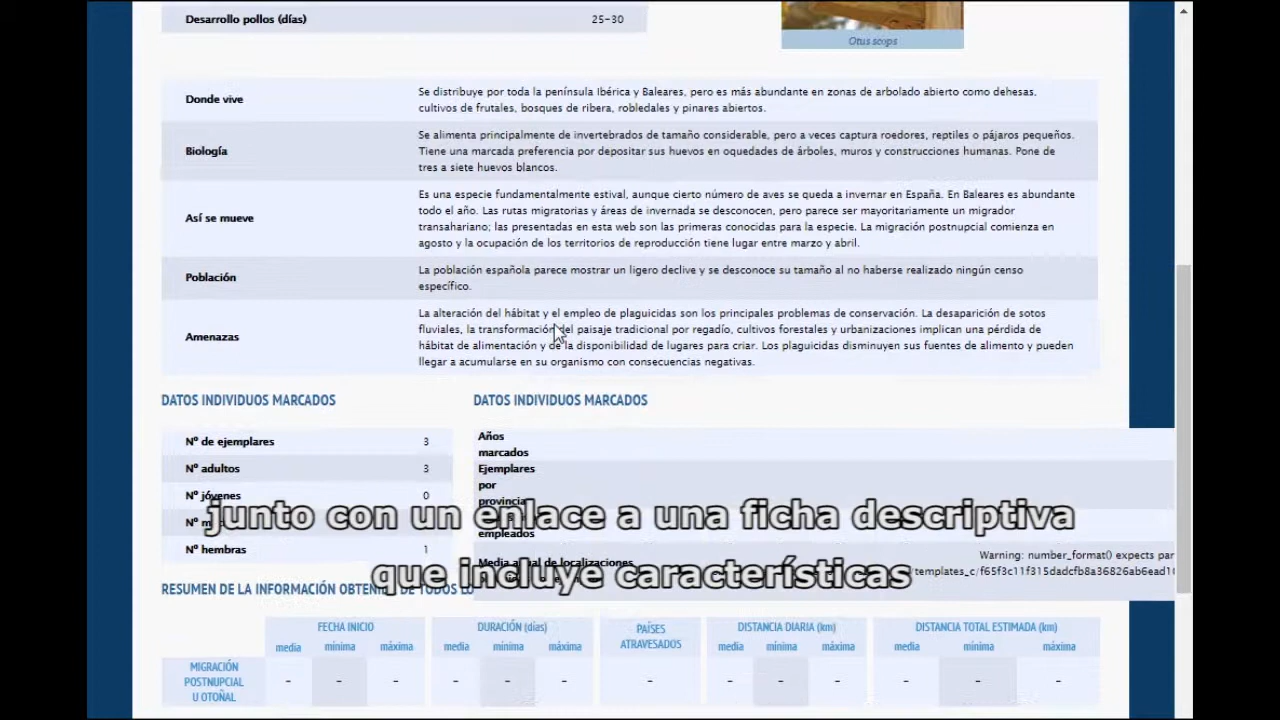 Desarrollo pollos (días) 25-30
Otus scops
Donde vive
Se distribuye por toda la península Ibérica y Baleares, pero es más abundante en zonas de arbolado abierto como dehesas,
cultivos de frutales, bosques de ribera, robledales y pinares abiertos.
Biología
Se alimenta principalmente de invertebrados de tamaño considerable, pero a veces captura roedores, reptiles o pájaros pequeños.
Tiene una marcada preferencia por depositar sus huevos en oquedades de árboles, muros y construcciones humanas. Pone de
tres a siete huevos blancos.
Así se mueve
Es una especie fundamentalmente estival, aunque cierto número de aves se queda a invernar en España. En Baleares es abundante
todo el año. Las rutas migratorias y áreas de invernada se desconocen, pero parece ser mayoritariamente un migrador
transahariano; las presentadas en esta web son las primeras conocidas para la especie. La migración postnupcial comienza en
agosto y la ocupación de los territorios de reproducción tiene lugar entre marzo y abril.
Población
La población española parece mostrar un ligero declive y se desconoce su tamaño al no haberse realizado ningún censo
específico.
Amenazas
La alteración del hábitat y el empleo de plaguicidas son los principales problemas de conservación. La desaparición de sotos
fluviales, la transformación del paisaje tradicional por regadío, cultivos forestales y urbanizaciones implican una pérdida de
hábitat de alimentación y de la disponibilidad de lugares para criar. Los plaguicidas disminuyen sus fuentes de alimento y pueden
llegar a acumularse en su organismo con consecuencias negativas.
DATOS INDIVIDUOS MARCADOS
Nº de ejemplares 3
Nº adultos 3
Nº jóvenes 0
Nº hembras 1
DATOS INDIVIDUOS MARCADOS
Años
marcados
Ejemplares
por
provincia
empleados
Media anual de localizaciones
Warning: number_format() expects par
/templates_c/f65f3c11f315dadcfb8a36826ab6ead10
junto con un enlace a una ficha descriptiva
que incluye características
RESUMEN DE LA INFORMACIÓN OBTENIDA DE TODOS LO
FECHA INICIO DURACIÓN (días) PAÍSES ATRAVESADOS DISTANCIA DIARIA (km) DISTANCIA TOTAL ESTIMADA (km)
media mínima máxima media mínima máxima media mínima máxima media mínima máxima
MIGRACIÓN
POSTNUPCIAL
U OTOÑAL
- - - - - - - - - - - - -